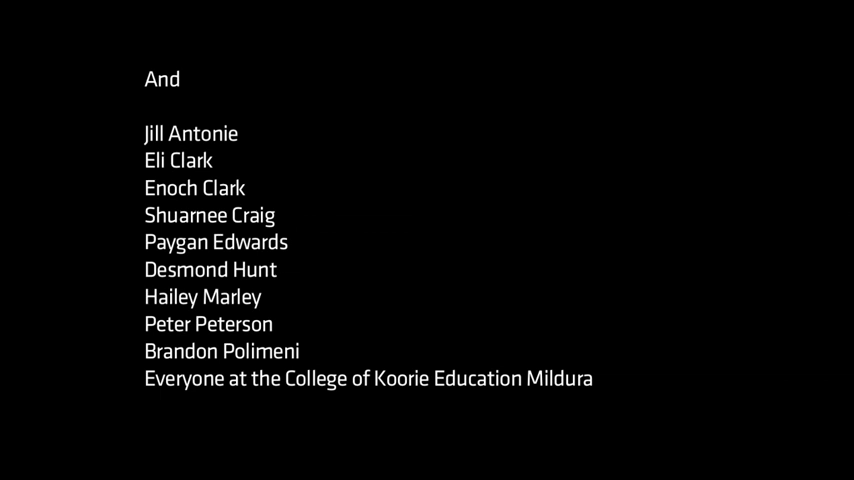 And
Jill Antonie
Eli Clark
Enoch Clark
Shuarnee Craig
Paygan Edwards
Desmond Hunt
Hailey Marley
Peter Peterson
Brandon Polimeni
Everyone at the College of Koorie Education Mildura